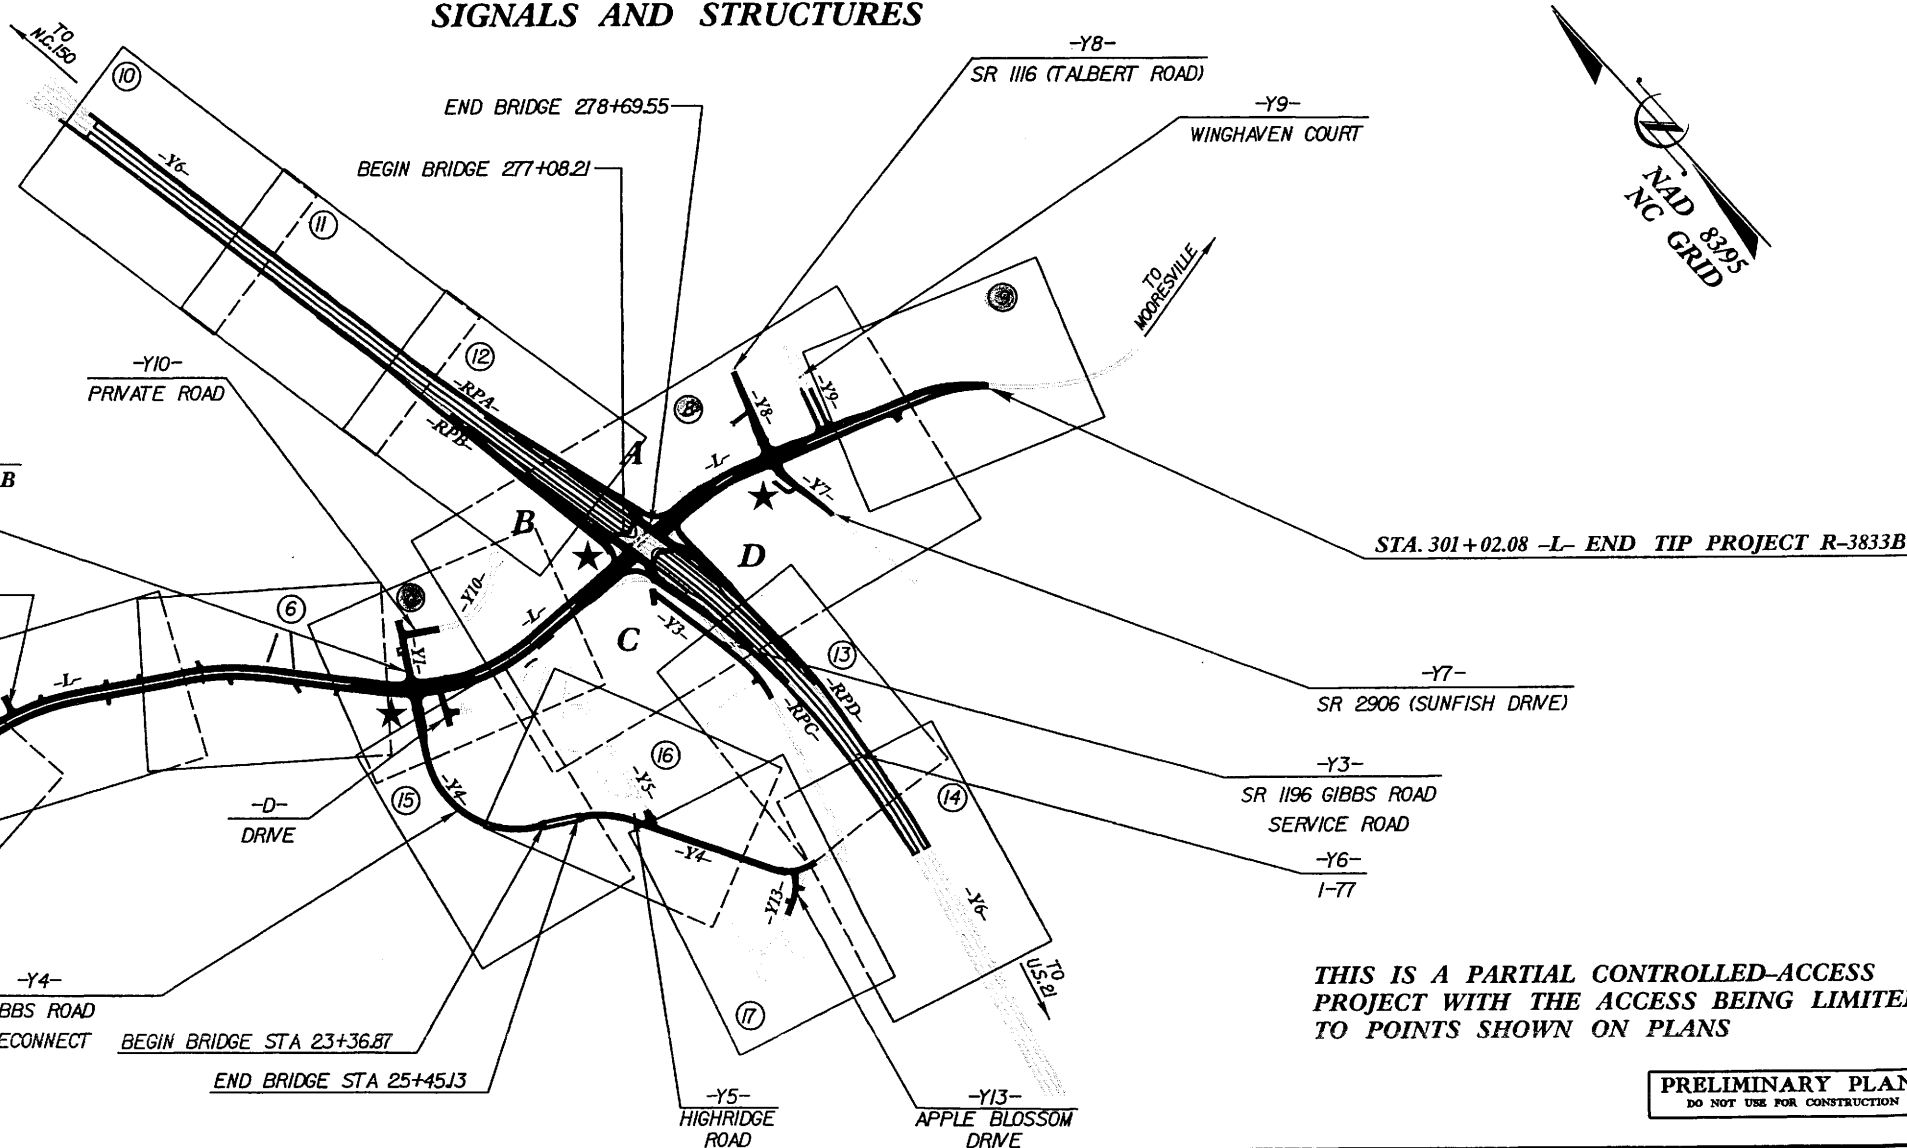 SIGNALS AND STRUCTURES
TO
N.C.150
10
-Y6-
11
12
-RPA-
-RPB-
END BRIDGE 278+69.55
BEGIN BRIDGE 277+08.21
-Y8-
SR 1116 (TALBERT ROAD)
-Y9-
WINGHAVEN COURT
NAD 83/95
NC GRID
TO
MOORESVILLE
9
8
-Y8-
-Y9-
-L-
-Y7-
A
B
C
D
-Y10-
PRIVATE ROAD
B
6
-L-
-Y1-
-Y10-
-L-
-Y3-
13
-RPD-
-RPC-
STA. 301+02.08 -L- END TIP PROJECT R-3833B
-Y7-
SR 2906 (SUNFISH DRIVE)
-Y3-
SR 1196 GIBBS ROAD
SERVICE ROAD
-Y6-
I-77
-D-
DRIVE
15
-Y4-
16
-Y5-
-Y4-
-Y13-
14
-Y6-
17
TO
U.S.21
-Y4-
BBS ROAD
ECONNECT
BEGIN BRIDGE STA 23+36.87
END BRIDGE STA 25+45.13
-Y5-
HIGHRIDGE
ROAD
-Y13-
APPLE BLOSSOM
DRIVE
THIS IS A PARTIAL CONTROLLED-ACCESS
PROJECT WITH THE ACCESS BEING LIMITE
TO POINTS SHOWN ON PLANS
PRELIMINARY PLAN
DO NOT USE FOR CONSTRUCTION